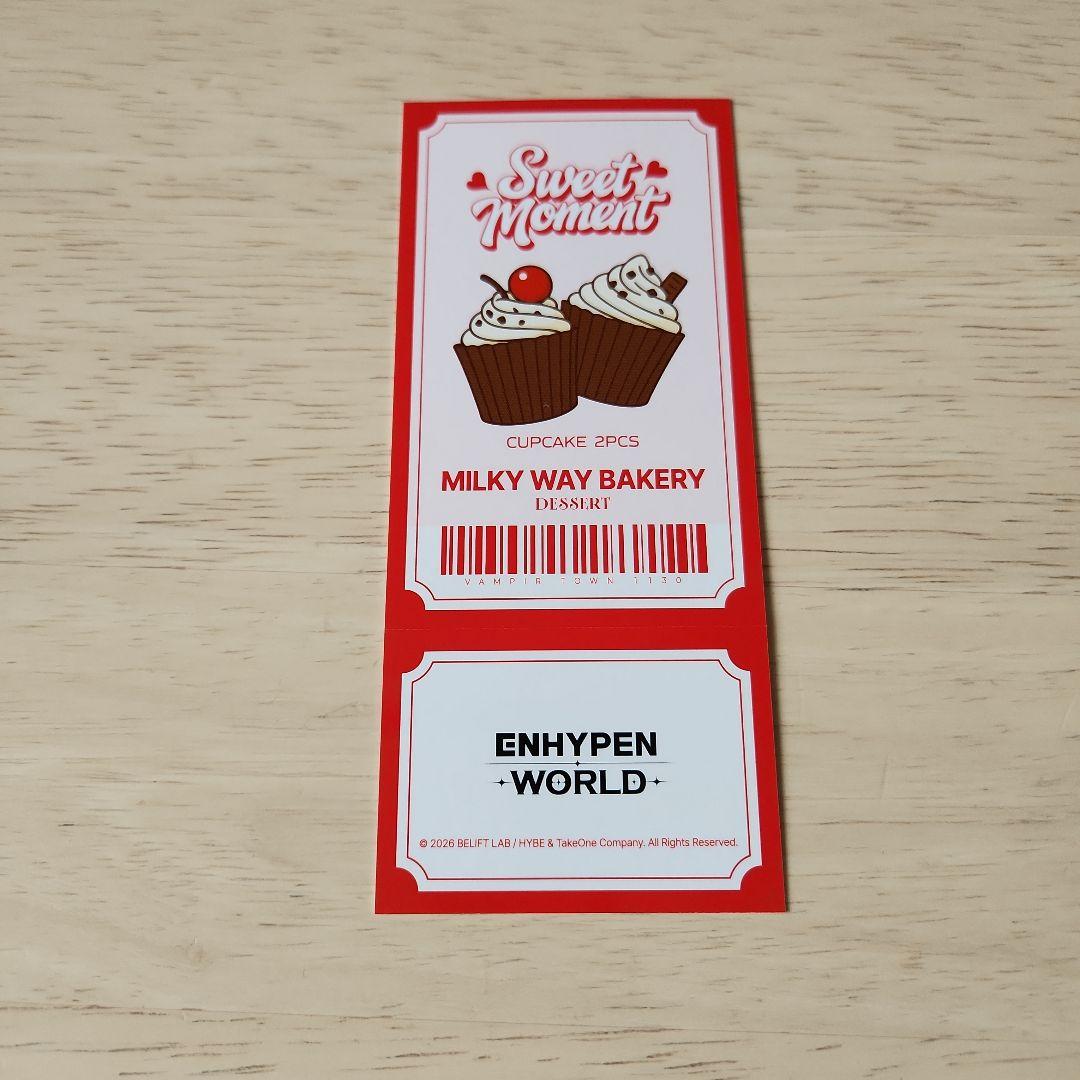 Sweet
Moment
CUPCAKE 2PCS
MILKY WAY BAKERY
DESSERT
VAMPIR TOWN 1130
ENHYPEN
WORLD
© 2026 BELIFT LAB / HYBE & TakeOne Company. All Rights Reserved.